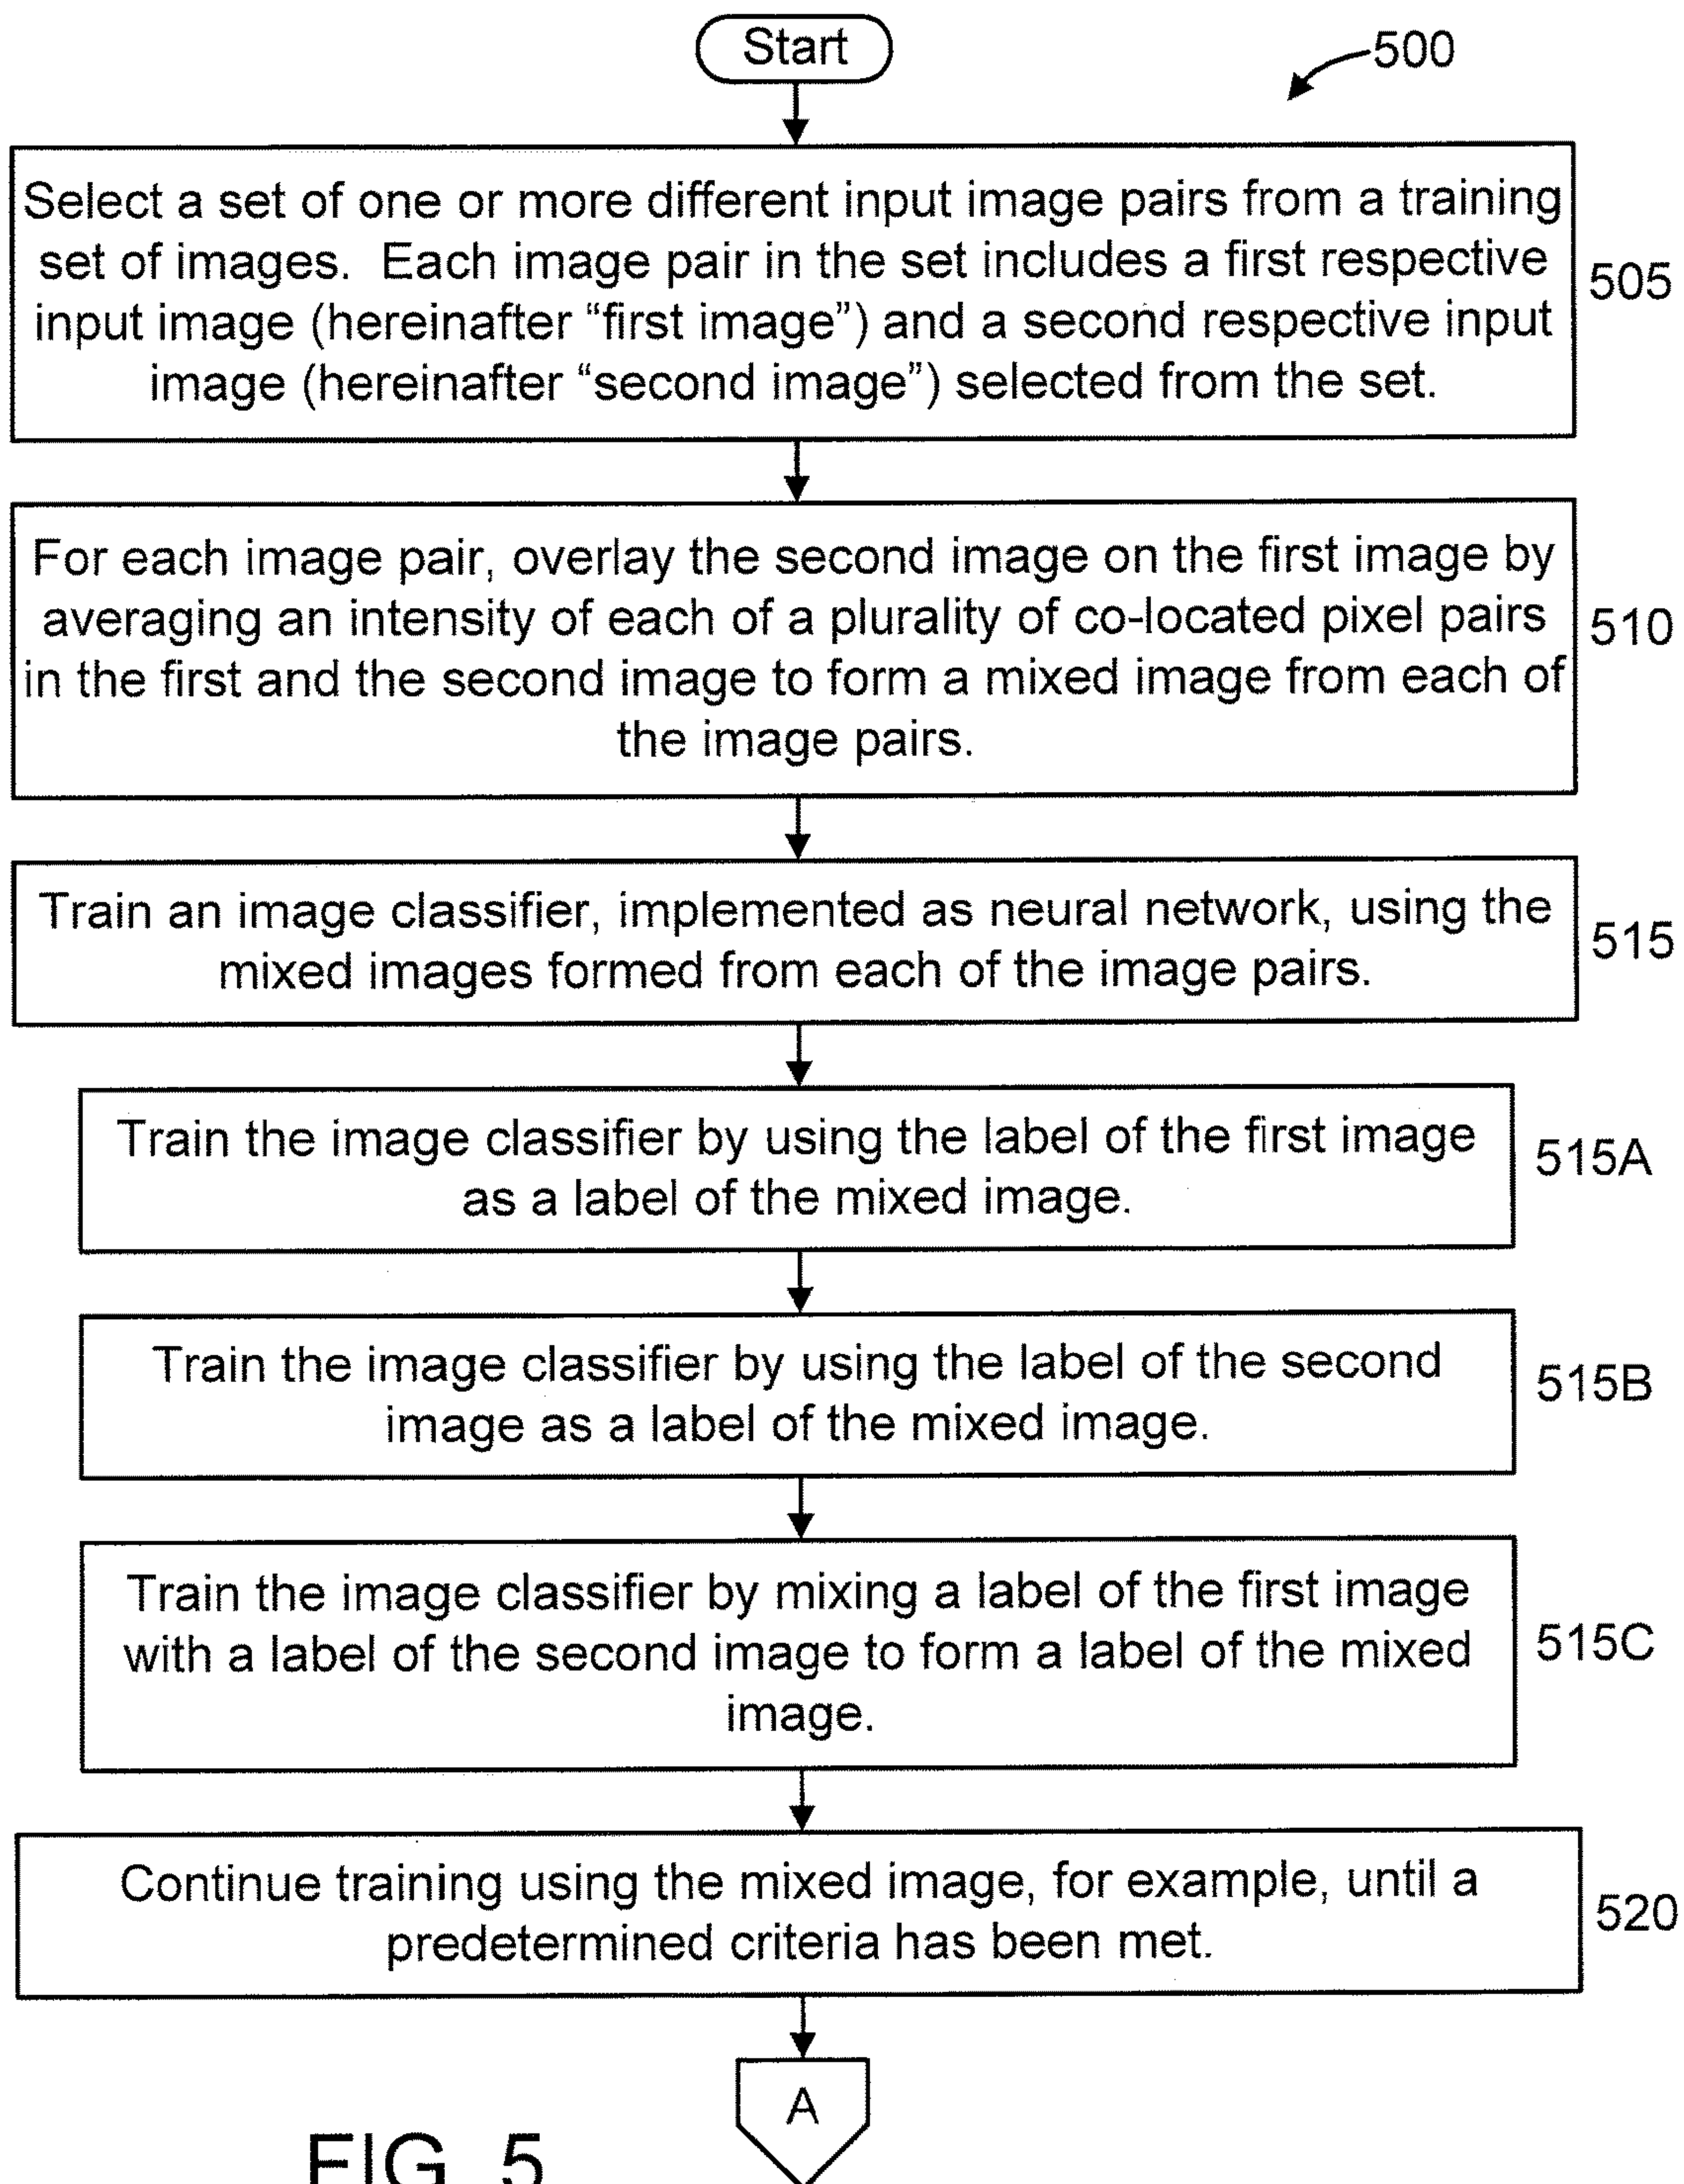 Start
500
Select a set of one or more different input image pairs from a training
set of images. Each image pair in the set includes a first respective
input image (hereinafter “first image”) and a second respective input
image (hereinafter “second image”) selected from the set.
505
For each image pair, overlay the second image on the first image by
averaging an intensity of each of a plurality of co-located pixel pairs
in the first and the second image to form a mixed image from each of
the image pairs.
510
Train an image classifier, implemented as neural network, using the
mixed images formed from each of the image pairs.
515
Train the image classifier by using the label of the first image
as a label of the mixed image.
515A
Train the image classifier by using the label of the second
image as a label of the mixed image.
515B
Train the image classifier by mixing a label of the first image
with a label of the second image to form a label of the mixed
image.
515C
Continue training using the mixed image, for example, until a
predetermined criteria has been met.
520
A
FIG. 5